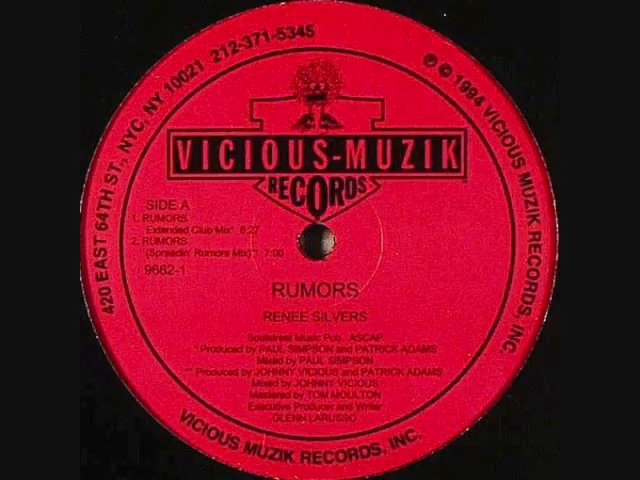 420 EAST 64TH ST., NYC, NY 10021 212-371-5345
℗ © 1994 VICIOUS MUZIK RECORDS, INC.
VICIOUS-MUZIK
RECORDS
SIDE A
1. RUMORS
Extended Club Mix* 6:27
2. RUMORS
(Spreadin' Rumors Mix)** 7:00
9662-1
RUMORS
RENEE SILVERS
Soulstreet Music Pub. ASCAP
* Produced by PAUL SIMPSON and PATRICK ADAMS
Mixed by PAUL SIMPSON
** Produced by JOHNNY VICIOUS and PATRICK ADAMS
Mixed by JOHNNY VICIOUS
Mastered by TOM MOULTON
Executive Producer and Writer
GLENN LARUSSO
VICIOUS MUZIK RECORDS, INC.